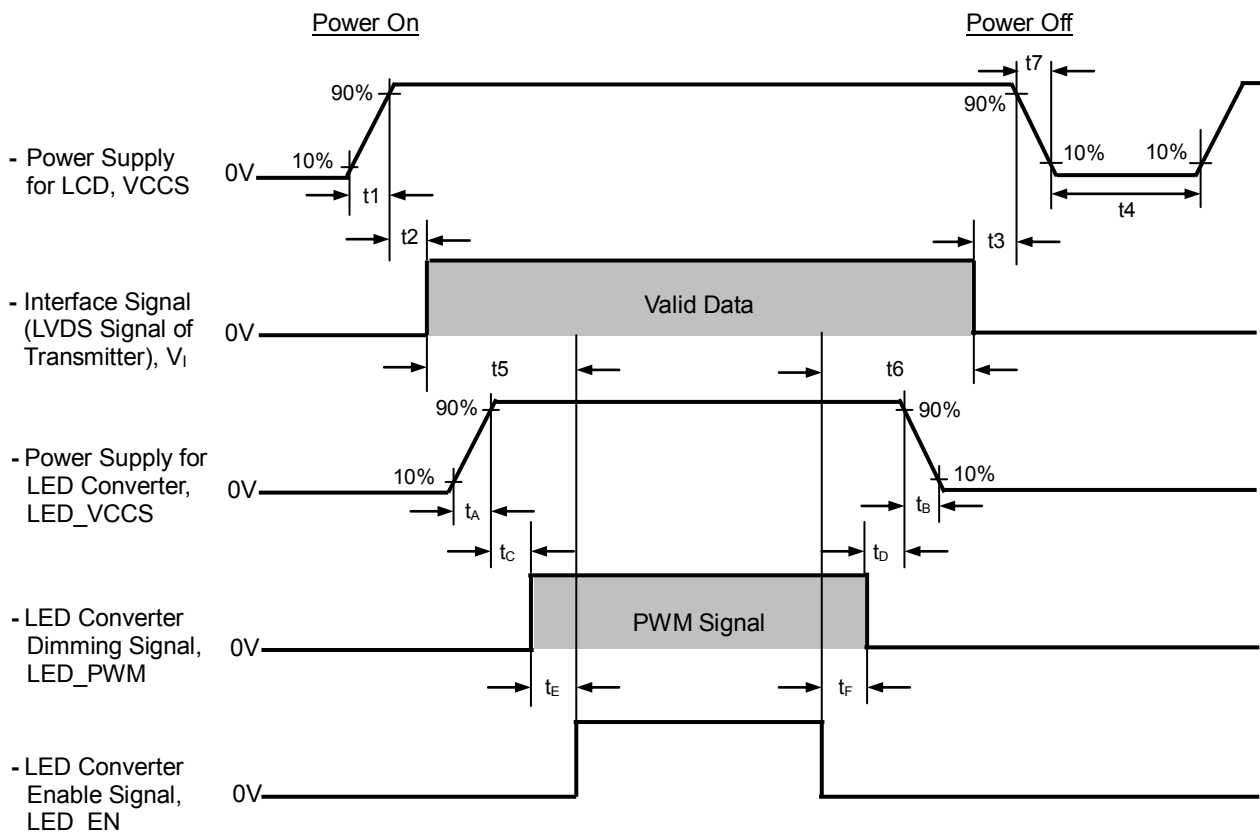 Power On
Power Off
t7
90%
90%
10%
10%
10%
- Power Supply
for LCD, VCCS
0V
t1
t4
t2
t3
- Interface Signal
(LVDS Signal of
Transmitter), VI
0V
Valid Data
t5
t6
90%
90%
- Power Supply for
LED Converter,
LED_VCCS
0V
10%
10%
tA
tB
tC
tD
- LED Converter
Dimming Signal,
LED_PWM
0V
PWM Signal
tE
tF
- LED Converter
Enable Signal,
LED_EN
0V